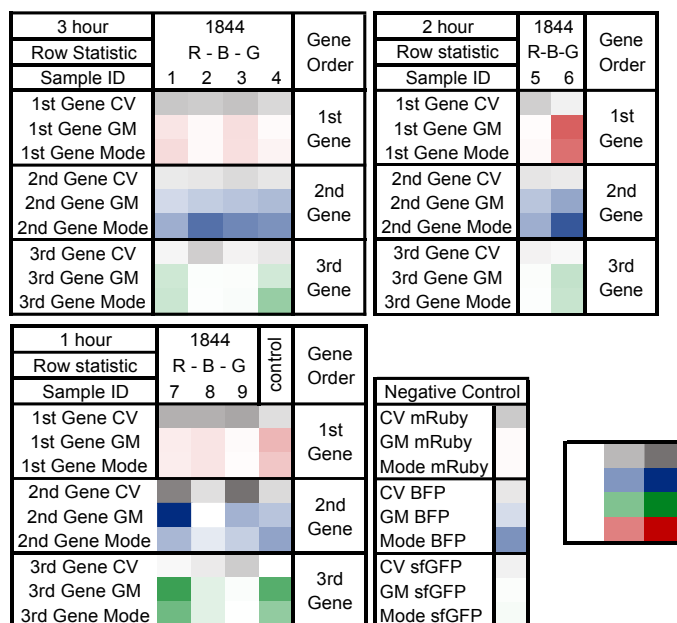 3 hour 1844 Gene Order
Row Statistic R - B - G
Sample ID 1 2 3 4
1st Gene CV
1st Gene GM 1st Gene
1st Gene Mode
2nd Gene CV
2nd Gene GM 2nd Gene
2nd Gene Mode
3rd Gene CV
3rd Gene GM 3rd Gene
3rd Gene Mode
2 hour 1844 Gene Order
Row statistic R-B-G
Sample ID 5 6
1st Gene CV
1st Gene GM 1st Gene
1st Gene Mode
2nd Gene CV
2nd Gene GM 2nd Gene
2nd Gene Mode
3rd Gene CV
3rd Gene GM 3rd Gene
3rd Gene Mode
1 hour 1844 control Gene Order
Row statistic R - B - G
Sample ID 7 8 9
1st Gene CV
1st Gene GM 1st Gene
1st Gene Mode
2nd Gene CV
2nd Gene GM 2nd Gene
2nd Gene Mode
3rd Gene CV
3rd Gene GM 3rd Gene
3rd Gene Mode
Negative Control
CV mRuby
GM mRuby
Mode mRuby
CV BFP
GM BFP
Mode BFP
CV sfGFP
GM sfGFP
Mode sfGFP